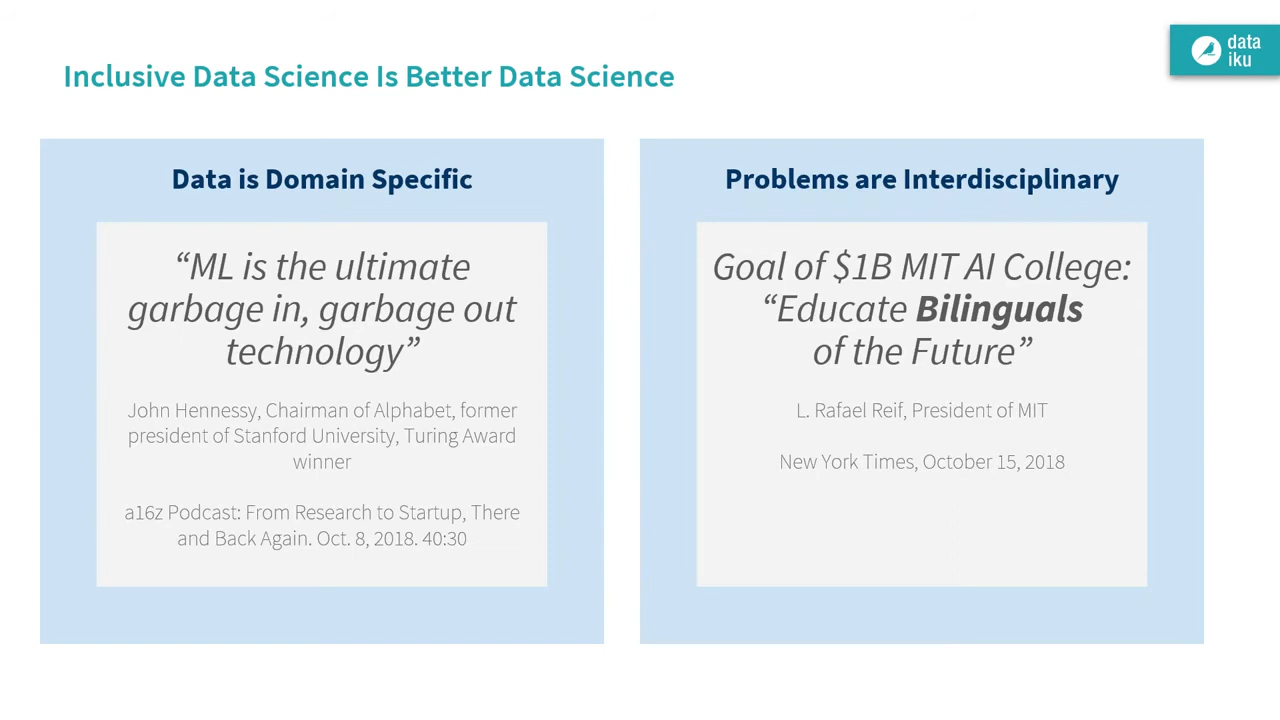 Inclusive Data Science Is Better Data Science
data
iku
Data is Domain Specific
“ML is the ultimate
garbage in, garbage out
technology”
John Hennessy, Chairman of Alphabet, former
president of Stanford University, Turing Award
winner
a16z Podcast: From Research to Startup, There
and Back Again. Oct. 8, 2018. 40:30
Problems are Interdisciplinary
Goal of $1B MIT AI College:
“Educate Bilinguals
of the Future”
L. Rafael Reif, President of MIT
New York Times, October 15, 2018